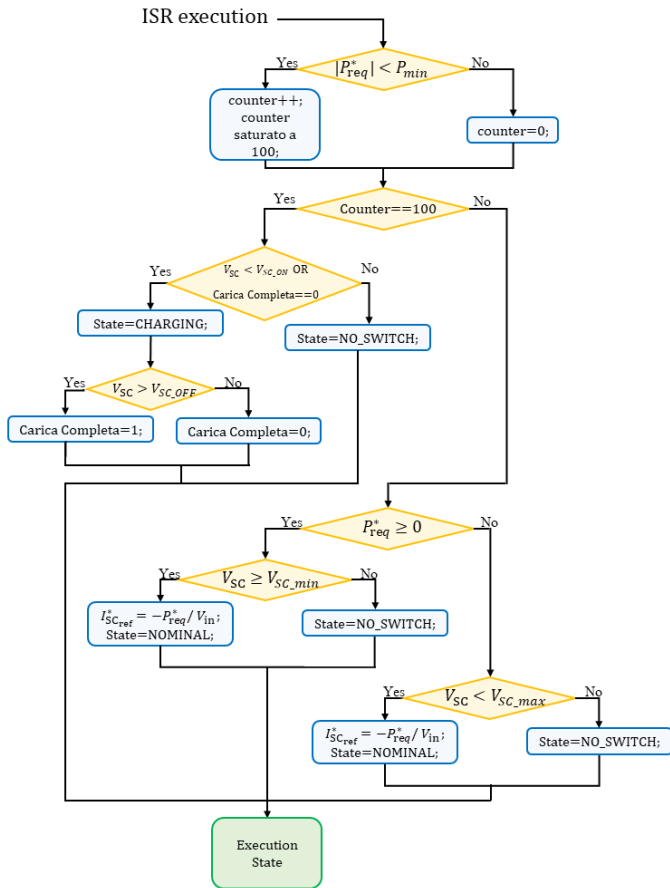 ISR execution
|P*req| < Pmin
Yes
No
counter++;
counter
saturato a
100;
counter=0;
Counter==100
Yes
No
VSC < VSC_ON OR
Carica Completa==0
Yes
No
State=CHARGING;
State=NO_SWITCH;
VSC > VSC_OFF
Yes
No
Carica Completa=1;
Carica Completa=0;
P*req ≥ 0
Yes
No
VSC ≥ VSC_min
Yes
No
I*SCref = −P*req/Vin;
State=NOMINAL;
State=NO_SWITCH;
VSC < VSC_max
Yes
No
I*SCref = −P*req/Vin;
State=NOMINAL;
State=NO_SWITCH;
Execution
State